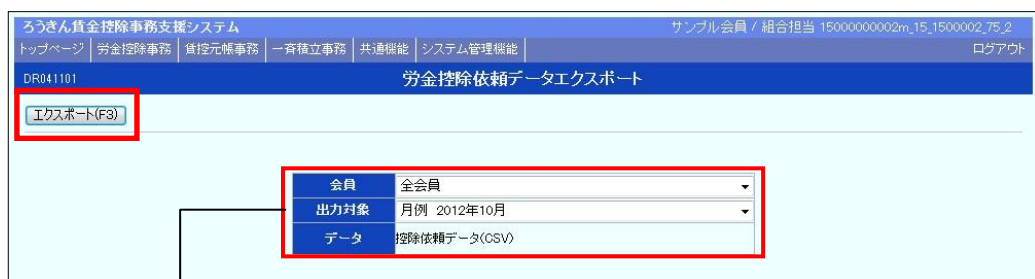 ろうきん賃金控除事務支援システム サンプル会員 / 組合担当 15000000002m_15_1500002_75_2
トップページ 労金控除事務 賃控元帳事務 一斉積立事務 共通機能 システム管理機能 ログアウト
DR041101 労金控除依頼データエクスポート
エクスポート(F3)
会員 全会員
出力対象 月例 2012年10月
データ 控除依頼データ(CSV)